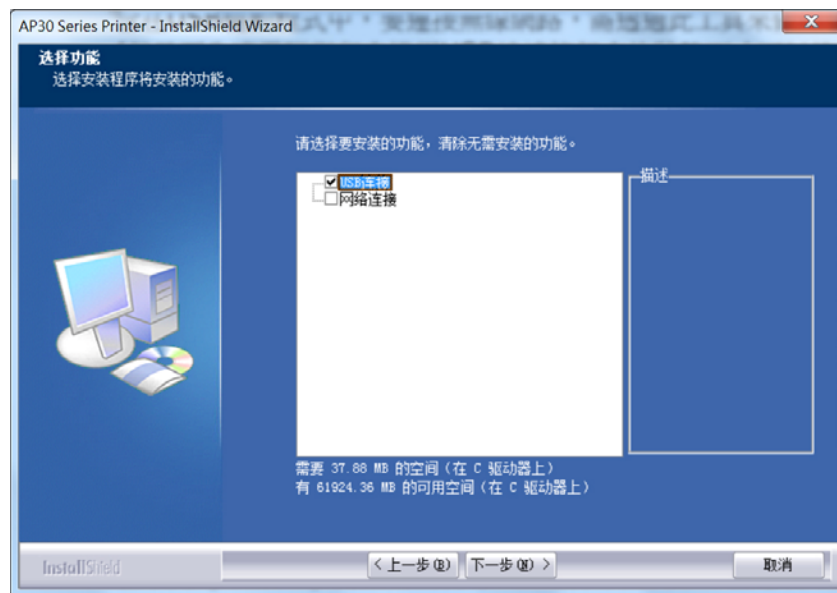 AP30 Series Printer - InstallShield Wizard
选择功能
选择安装程序将安装的功能。
请选择要安装的功能，清除无需安装的功能。
USB连接
网络连接
描述
需要 37.88 MB 的空间（在 C 驱动器上）
有 61924.36 MB 的可用空间（在 C 驱动器上）
InstallShield
< 上一步(B)
下一步(N) >
取消